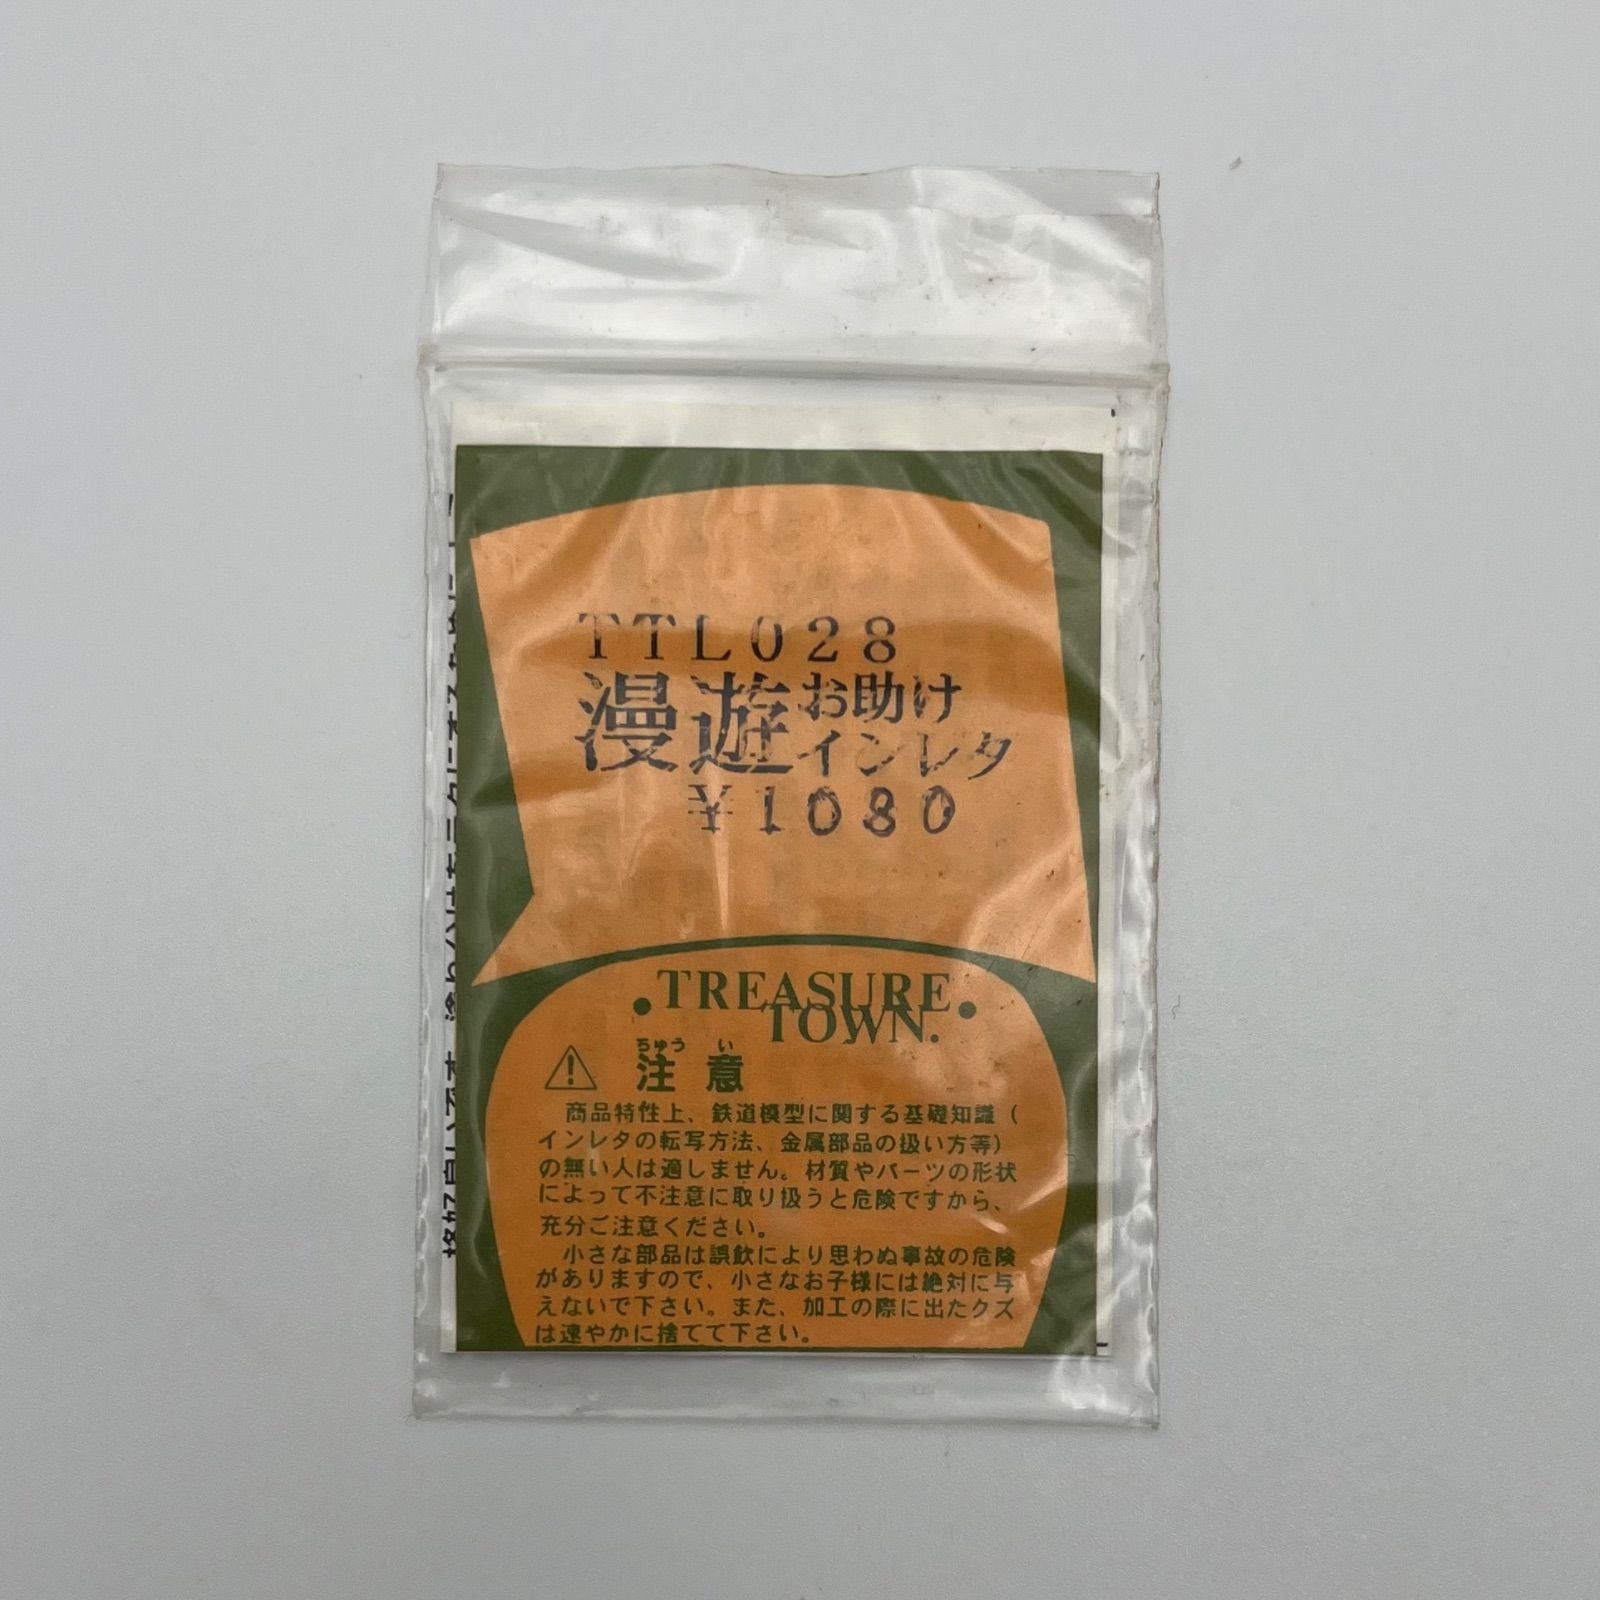 TTL028
漫遊お助け
インレタ
¥1080
•TREASURE•
TOWN.
ちゅう い
⚠ 注 意
商品特性上、鉄道模型に関する基礎知識(
インレタの転写方法、金属部品の扱い方等)
の無い人は適しません。材質やパーツの形状
によって不注意に取り扱うと危険ですから、
充分ご注意ください。
小さな部品は誤飲により思わぬ事故の危険
がありますので、小さなお子様には絶対に与
えないで下さい。また、加工の際に出たクズ
は速やかに捨てて下さい。